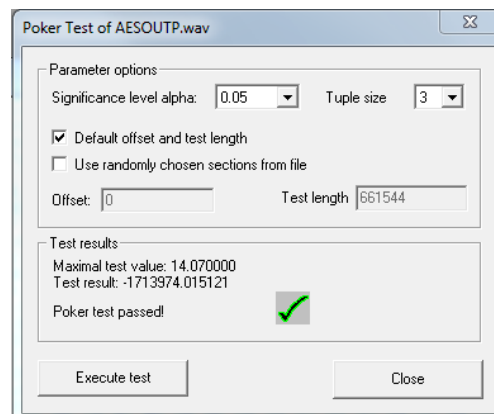 Poker Test of AESOUTP.wav
Parameter options
Significance level alpha: 0.05 Tuple size 3
Default offset and test length
Use randomly chosen sections from file
Offset: 0 Test length 661544
Test results
Maximal test value: 14.070000
Test result: -1713974.015121
Poker test passed!
Execute test Close